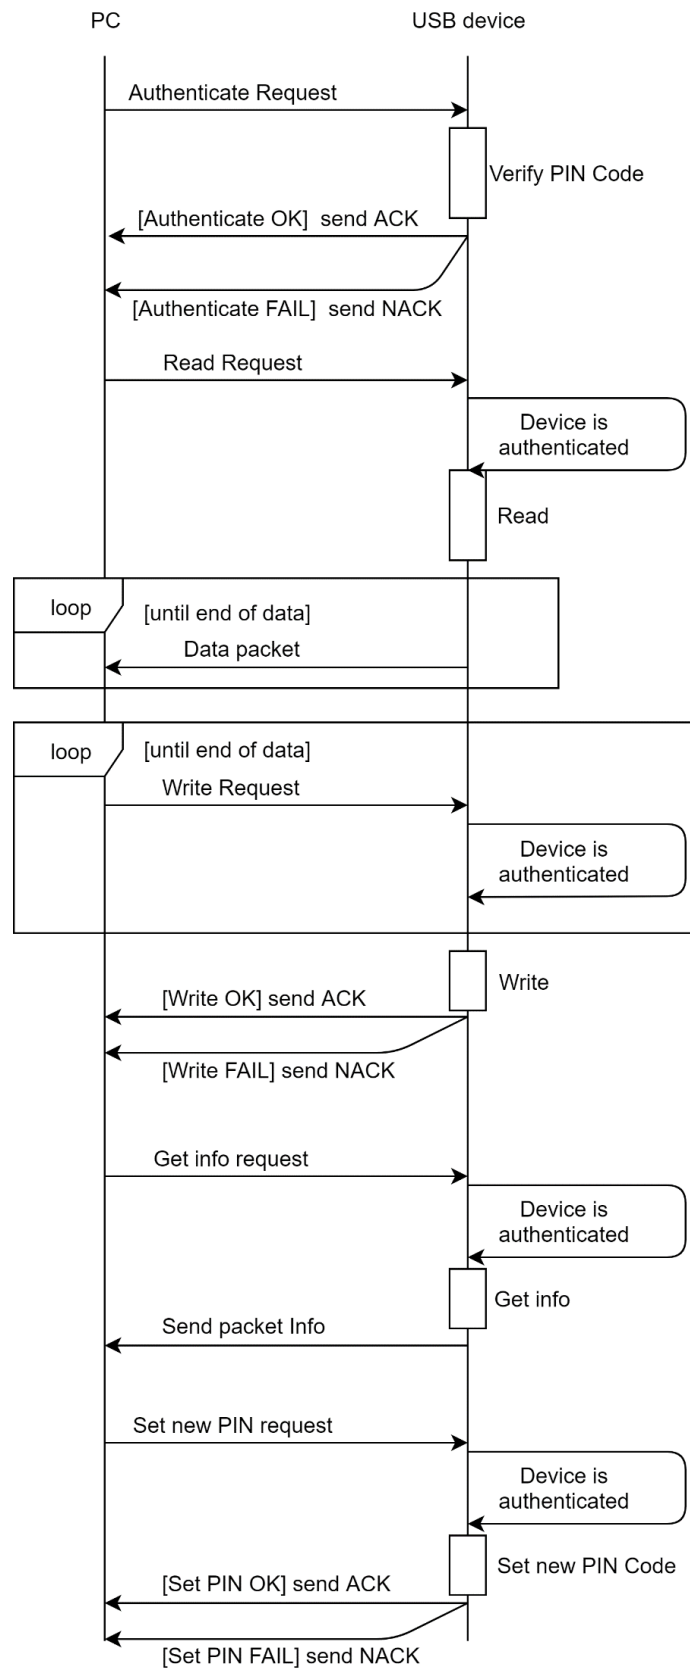 PC
USB device
Authenticate Request
Verify PIN Code
[Authenticate OK]  send ACK
[Authenticate FAIL]  send NACK
Read Request
Device is
authenticated
Read
loop
[until end of data]
Data packet
loop
[until end of data]
Write Request
Device is
authenticated
Write
[Write OK] send ACK
[Write FAIL] send NACK
Get info request
Device is
authenticated
Get info
Send packet Info
Set new PIN request
Device is
authenticated
Set new PIN Code
[Set PIN OK] send ACK
[Set PIN FAIL] send NACK